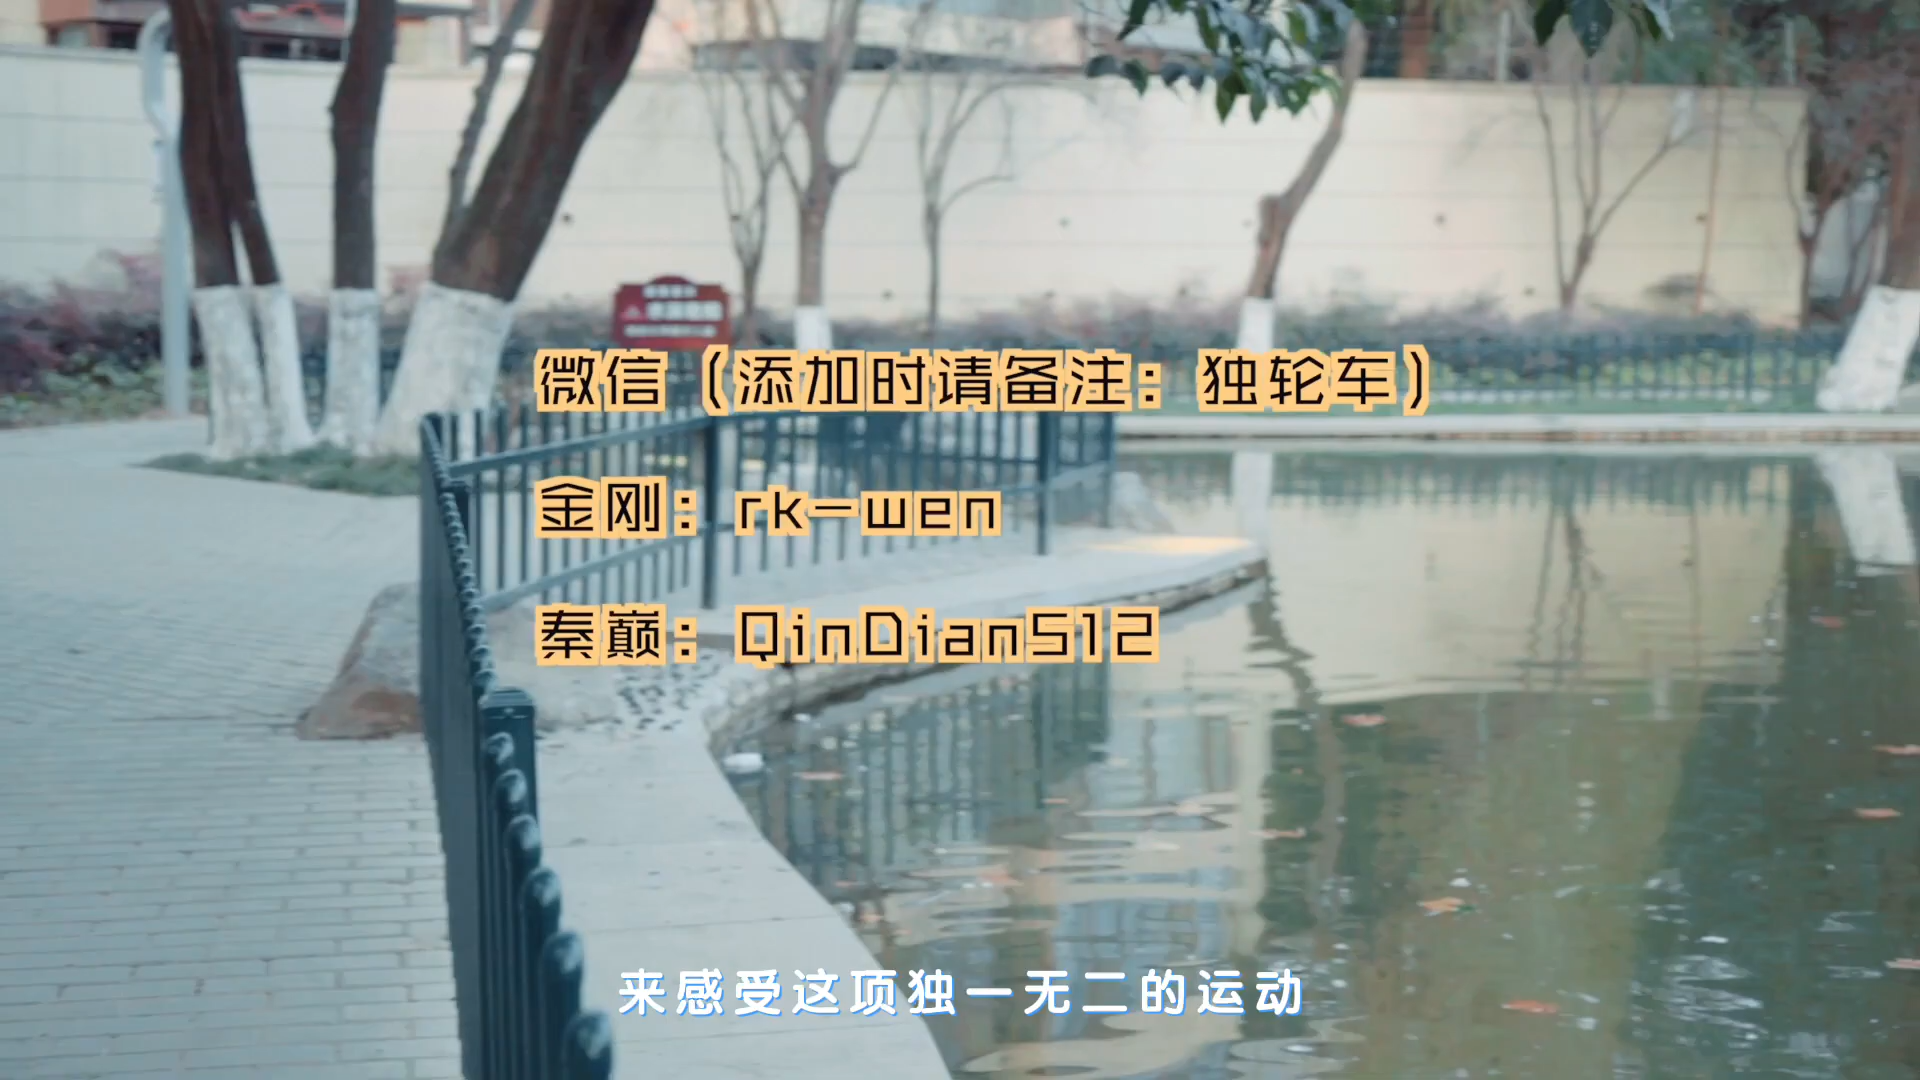 微信（添加时请备注：独轮车）
金刚：rk-wen
秦巅：QinDian512
来感受这项独一无二的运动